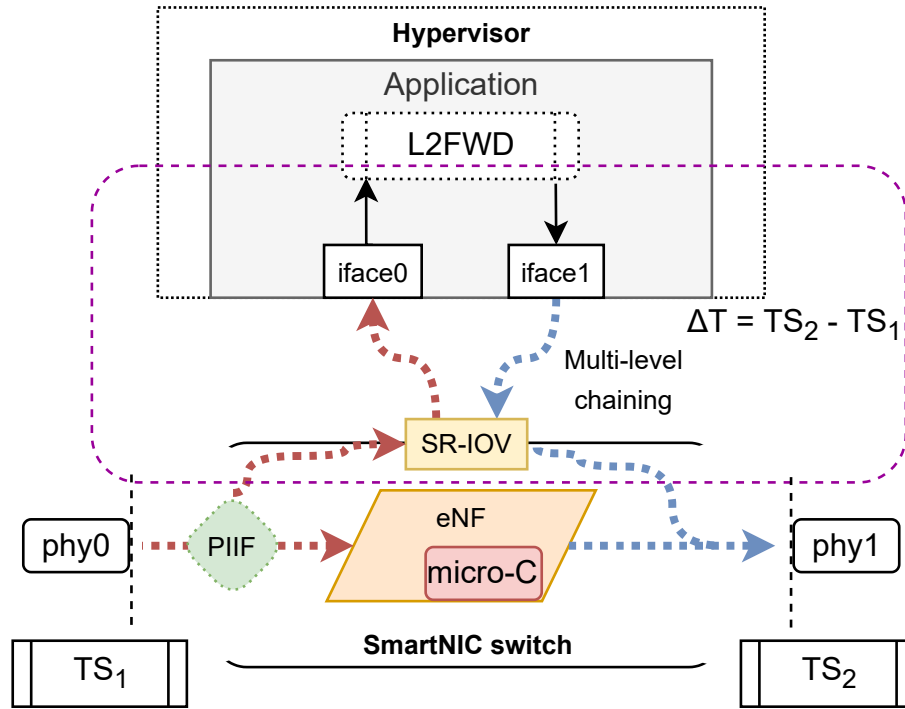 Hypervisor
Application
L2FWD
iface0
iface1
ΔT = TS₂ - TS₁
Multi-level
chaining
SR-IOV
eNF
phy0
PIIF
phy1
micro-C
SmartNIC switch
TS₁
TS₂